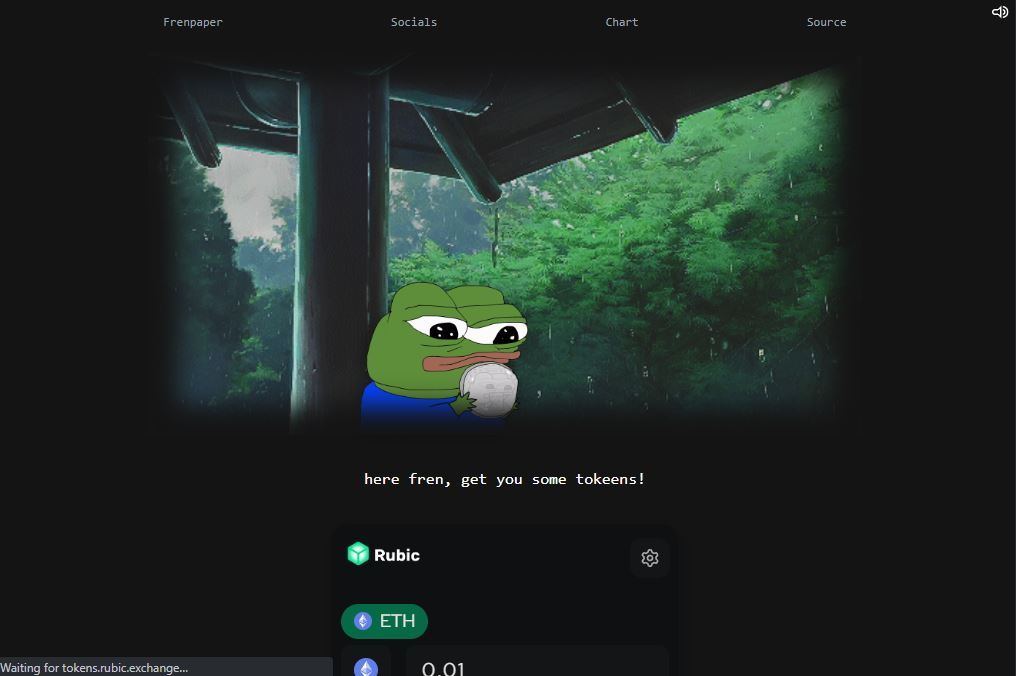 Frenpaper Socials Chart Source
here fren, get you some tokeens!
Rubic
ETH
0.01
Waiting for tokens.rubic.exchange...